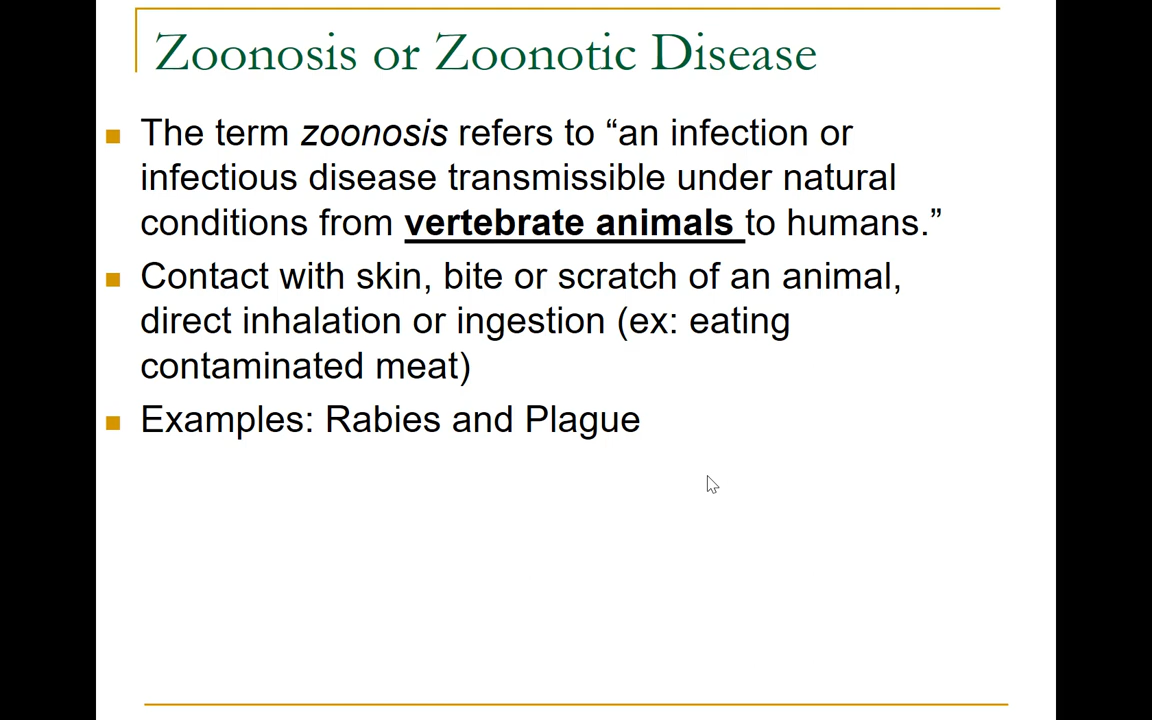 Zoonosis or Zoonotic Disease
The term zoonosis refers to “an infection or
infectious disease transmissible under natural
conditions from vertebrate animals to humans.”
Contact with skin, bite or scratch of an animal,
direct inhalation or ingestion (ex: eating
contaminated meat)
Examples: Rabies and Plague